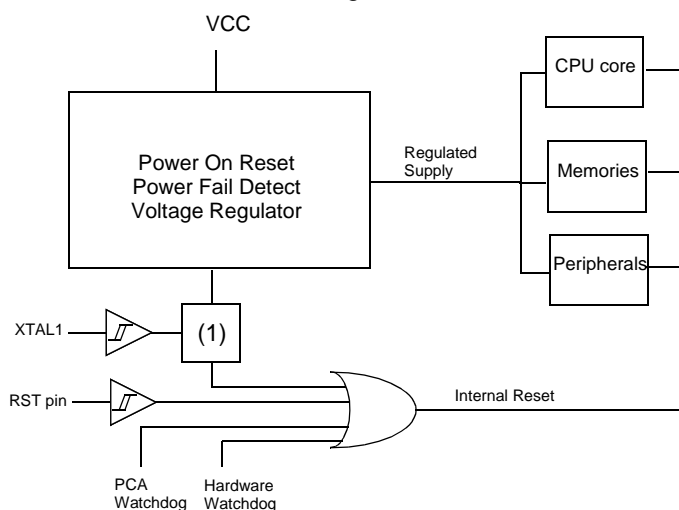 VCC
CPU core
Power On Reset
Power Fail Detect
Voltage Regulator
Regulated
Supply
Memories
Peripherals
XTAL1
(1)
RST pin
Internal Reset
PCA
Watchdog
Hardware
Watchdog